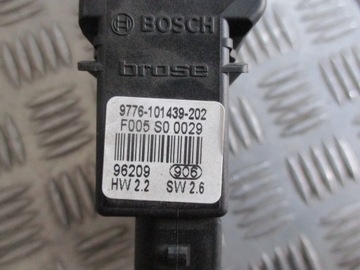 BOSCH
brose
9776-101439-202
F005 S0 0029
96209 906
HW 2.2 SW 2.6